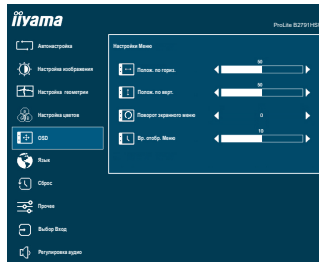 iiyama
ProLite B2791HSU
Автонастройка
Настройка изображения
Настройка геометрии
Настройка цветов
OSD
Язык
Сброс
Прочее
Выбор Вход
Регулировка аудио
Настройки Меню
Полож. по гориз.
50
Полож. по верт.
50
Поворот экранного меню
0
Вр. отобр. Меню
10